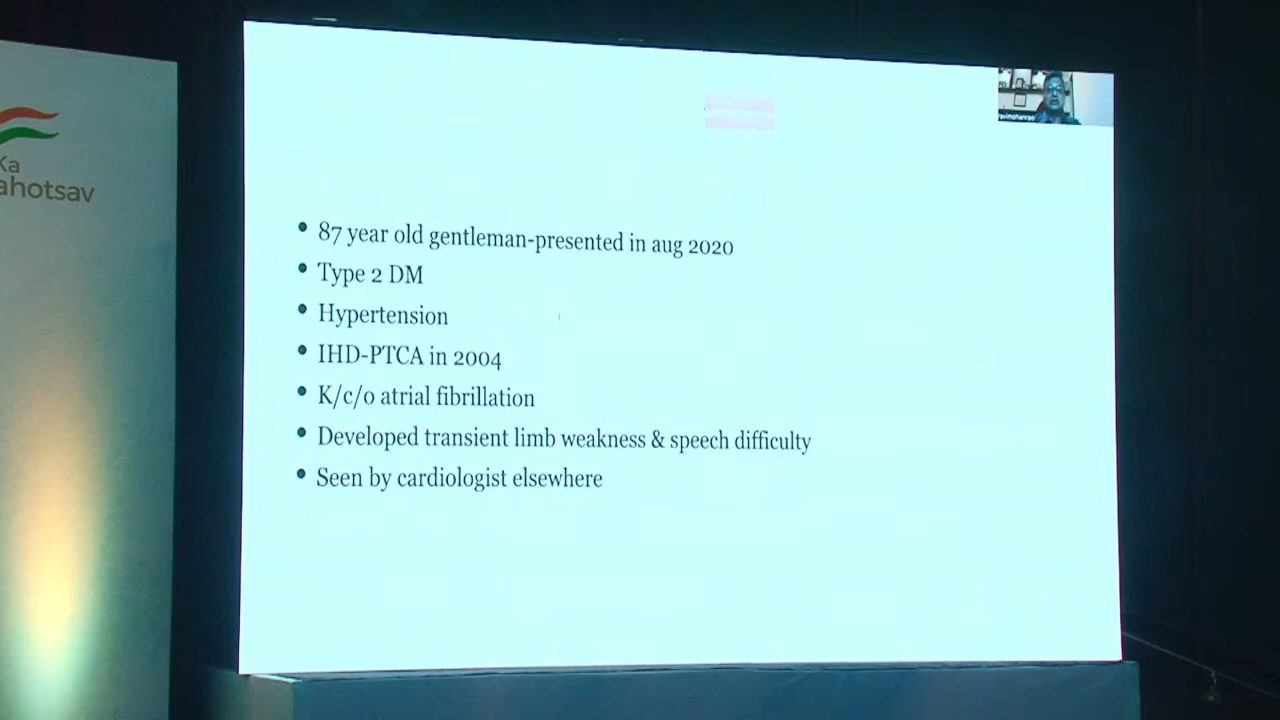 Ka
ahotsav
• 87 year old gentleman-presented in aug 2020
• Type 2 DM
• Hypertension
• IHD-PTCA in 2004
• K/c/o atrial fibrillation
• Developed transient limb weakness & speech difficulty
• Seen by cardiologist elsewhere